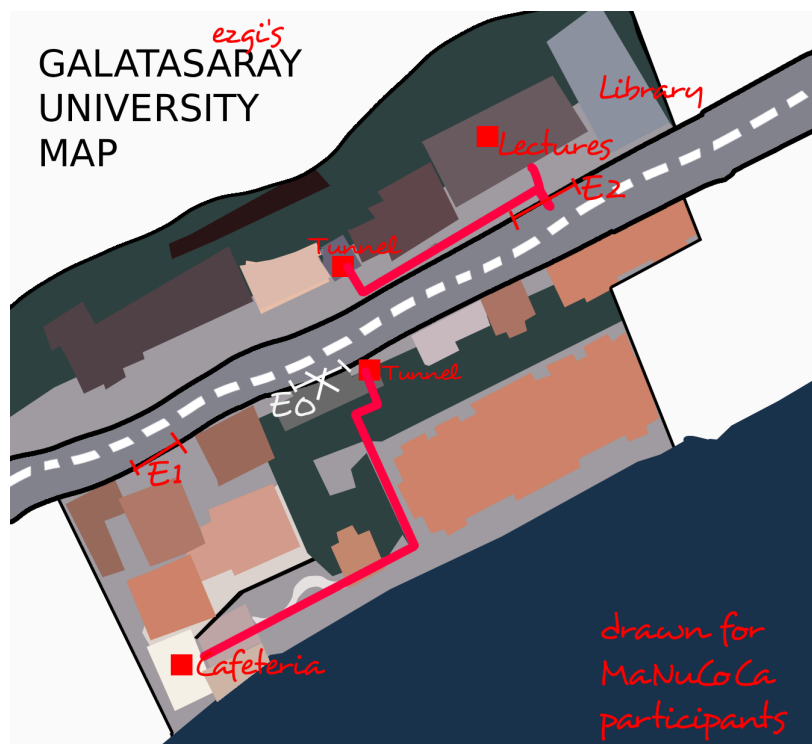 ezgi's
GALATASARAY
UNIVERSITY
MAP
Library
Lectures
E2
Tunnel
Tunnel
E0
E1
Cafeteria
drawn for
MaNuCoCa
participants